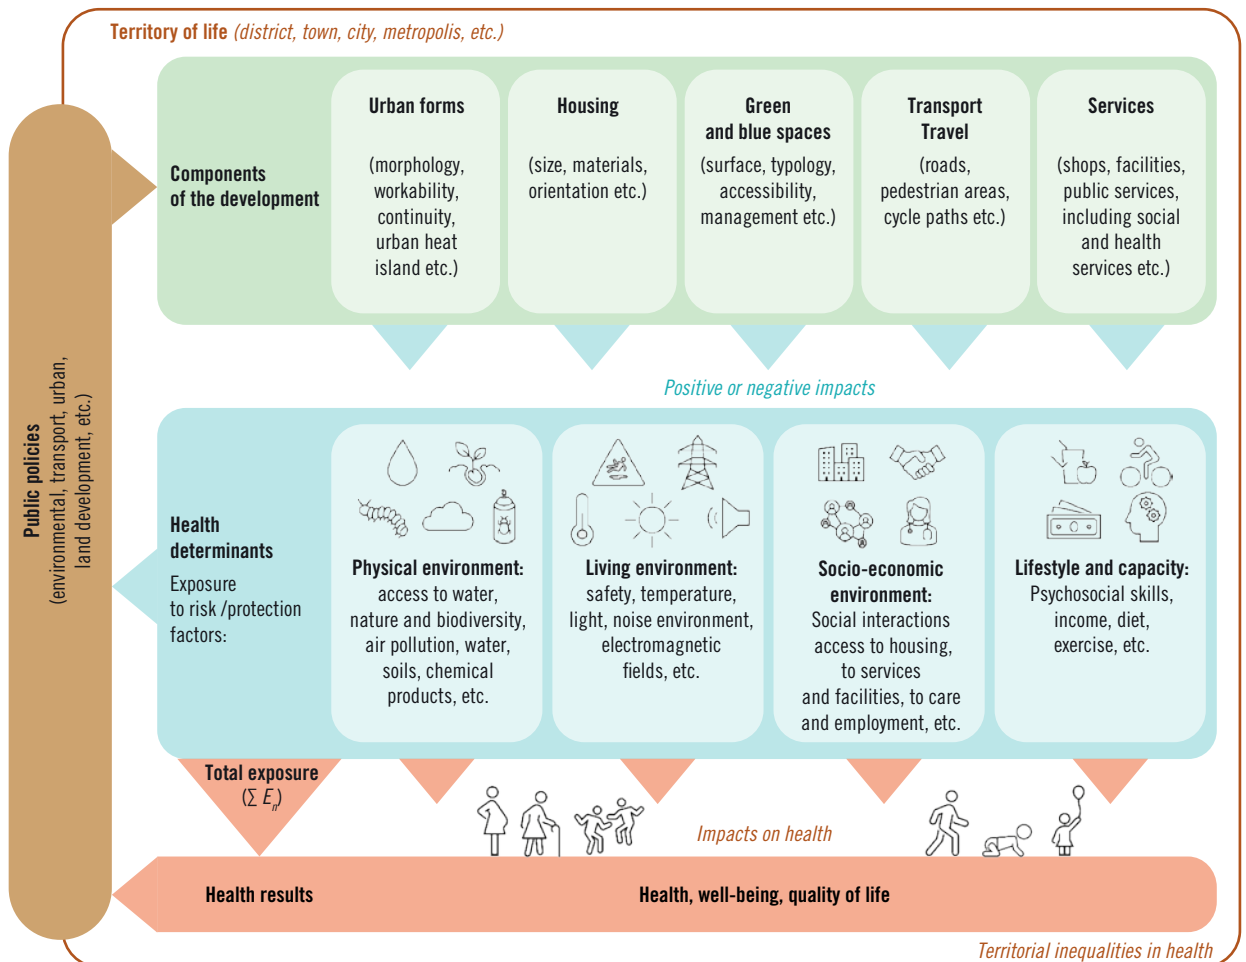 Territory of life (district, town, city, metropolis, etc.)
Public policies
(environmental, transport, urban,
land development, etc.)
Components
of the development
Urban forms
(morphology,
workability,
continuity,
urban heat
island etc.)
Housing
(size, materials,
orientation etc.)
Green
and blue spaces
(surface, typology,
accessibility,
management etc.)
Transport
Travel
(roads,
pedestrian areas,
cycle paths etc.)
Services
(shops, facilities,
public services,
including social
and health
services etc.)
Positive or negative impacts
Health
determinants
Exposure
to risk /protection
factors:
Physical environment:
access to water,
nature and biodiversity,
air pollution, water,
soils, chemical
products, etc.
Living environment:
safety, temperature,
light, noise environment,
electromagnetic
fields, etc.
Socio-economic
environment:
Social interactions
access to housing,
to services
and facilities, to care
and employment, etc.
Lifestyle and capacity:
Psychosocial skills,
income, diet,
exercise, etc.
Total exposure
(∑ Eₙ)
Impacts on health
Health results
Health, well-being, quality of life
Territorial inequalities in health